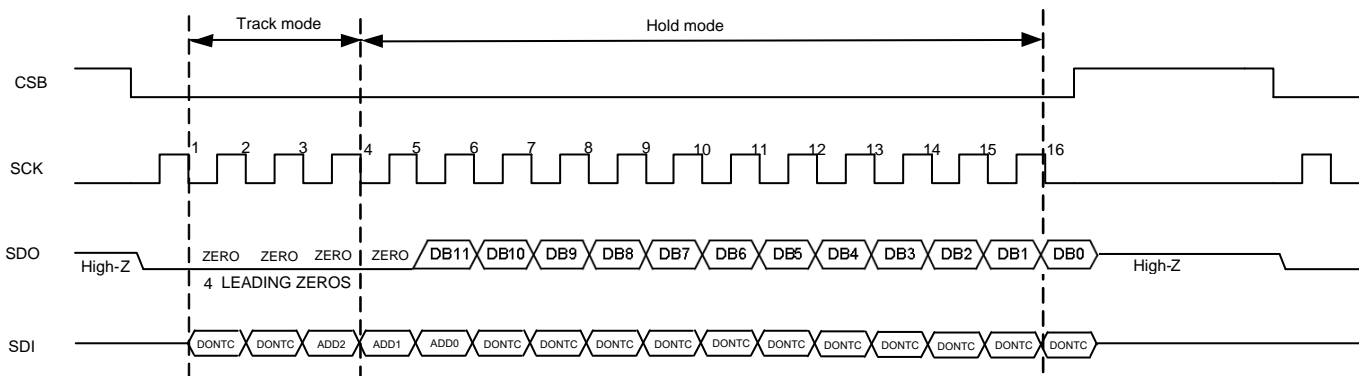 Track mode
Hold mode
CSB
SCK
1 2 3 4 5 6 7 8 9 10 11 12 13 14 15 16
SDO
High-Z
ZERO ZERO ZERO ZERO DB11 DB10 DB9 DB8 DB7 DB6 DB5 DB4 DB3 DB2 DB1 DB0
High-Z
4 LEADING ZEROS
SDI
DONTC DONTC ADD2 ADD1 ADD0 DONTC DONTC DONTC DONTC DONTC DONTC DONTC DONTC DONTC DONTC DONTC